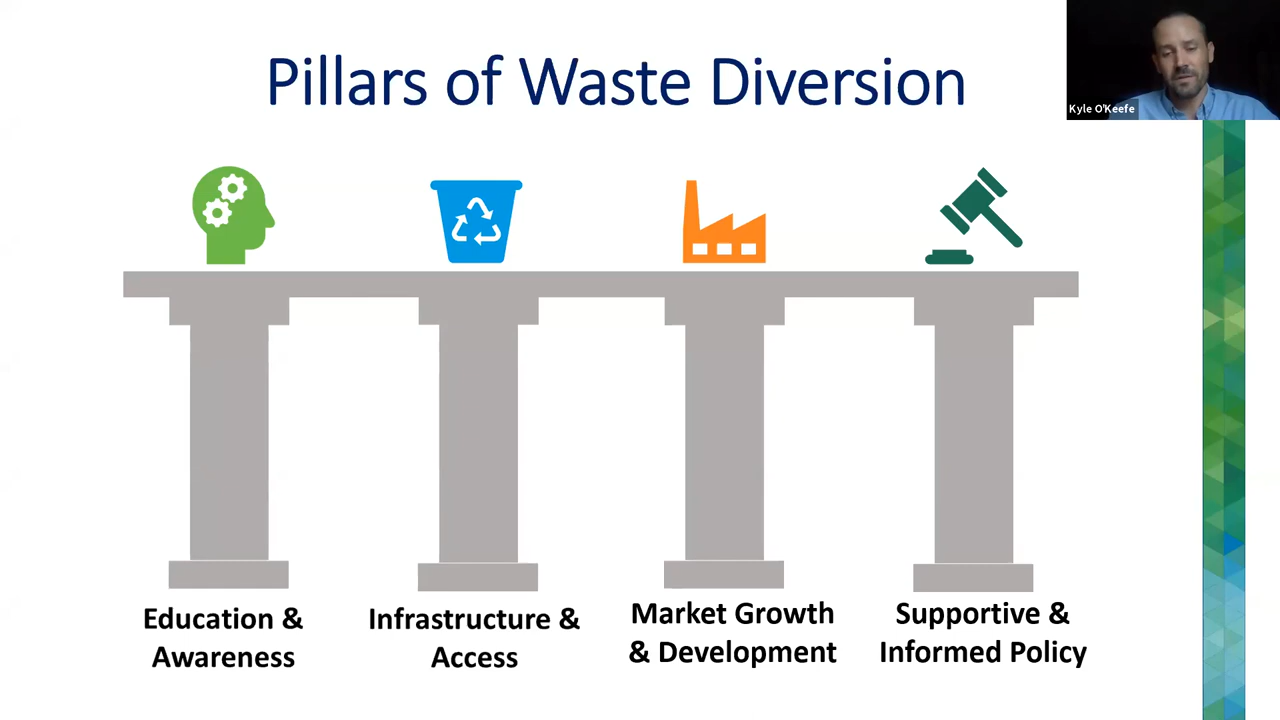 Pillars of Waste Diversion
Kyle O'Keefe
Education &
Awareness
Infrastructure &
Access
Market Growth
& Development
Supportive &
Informed Policy